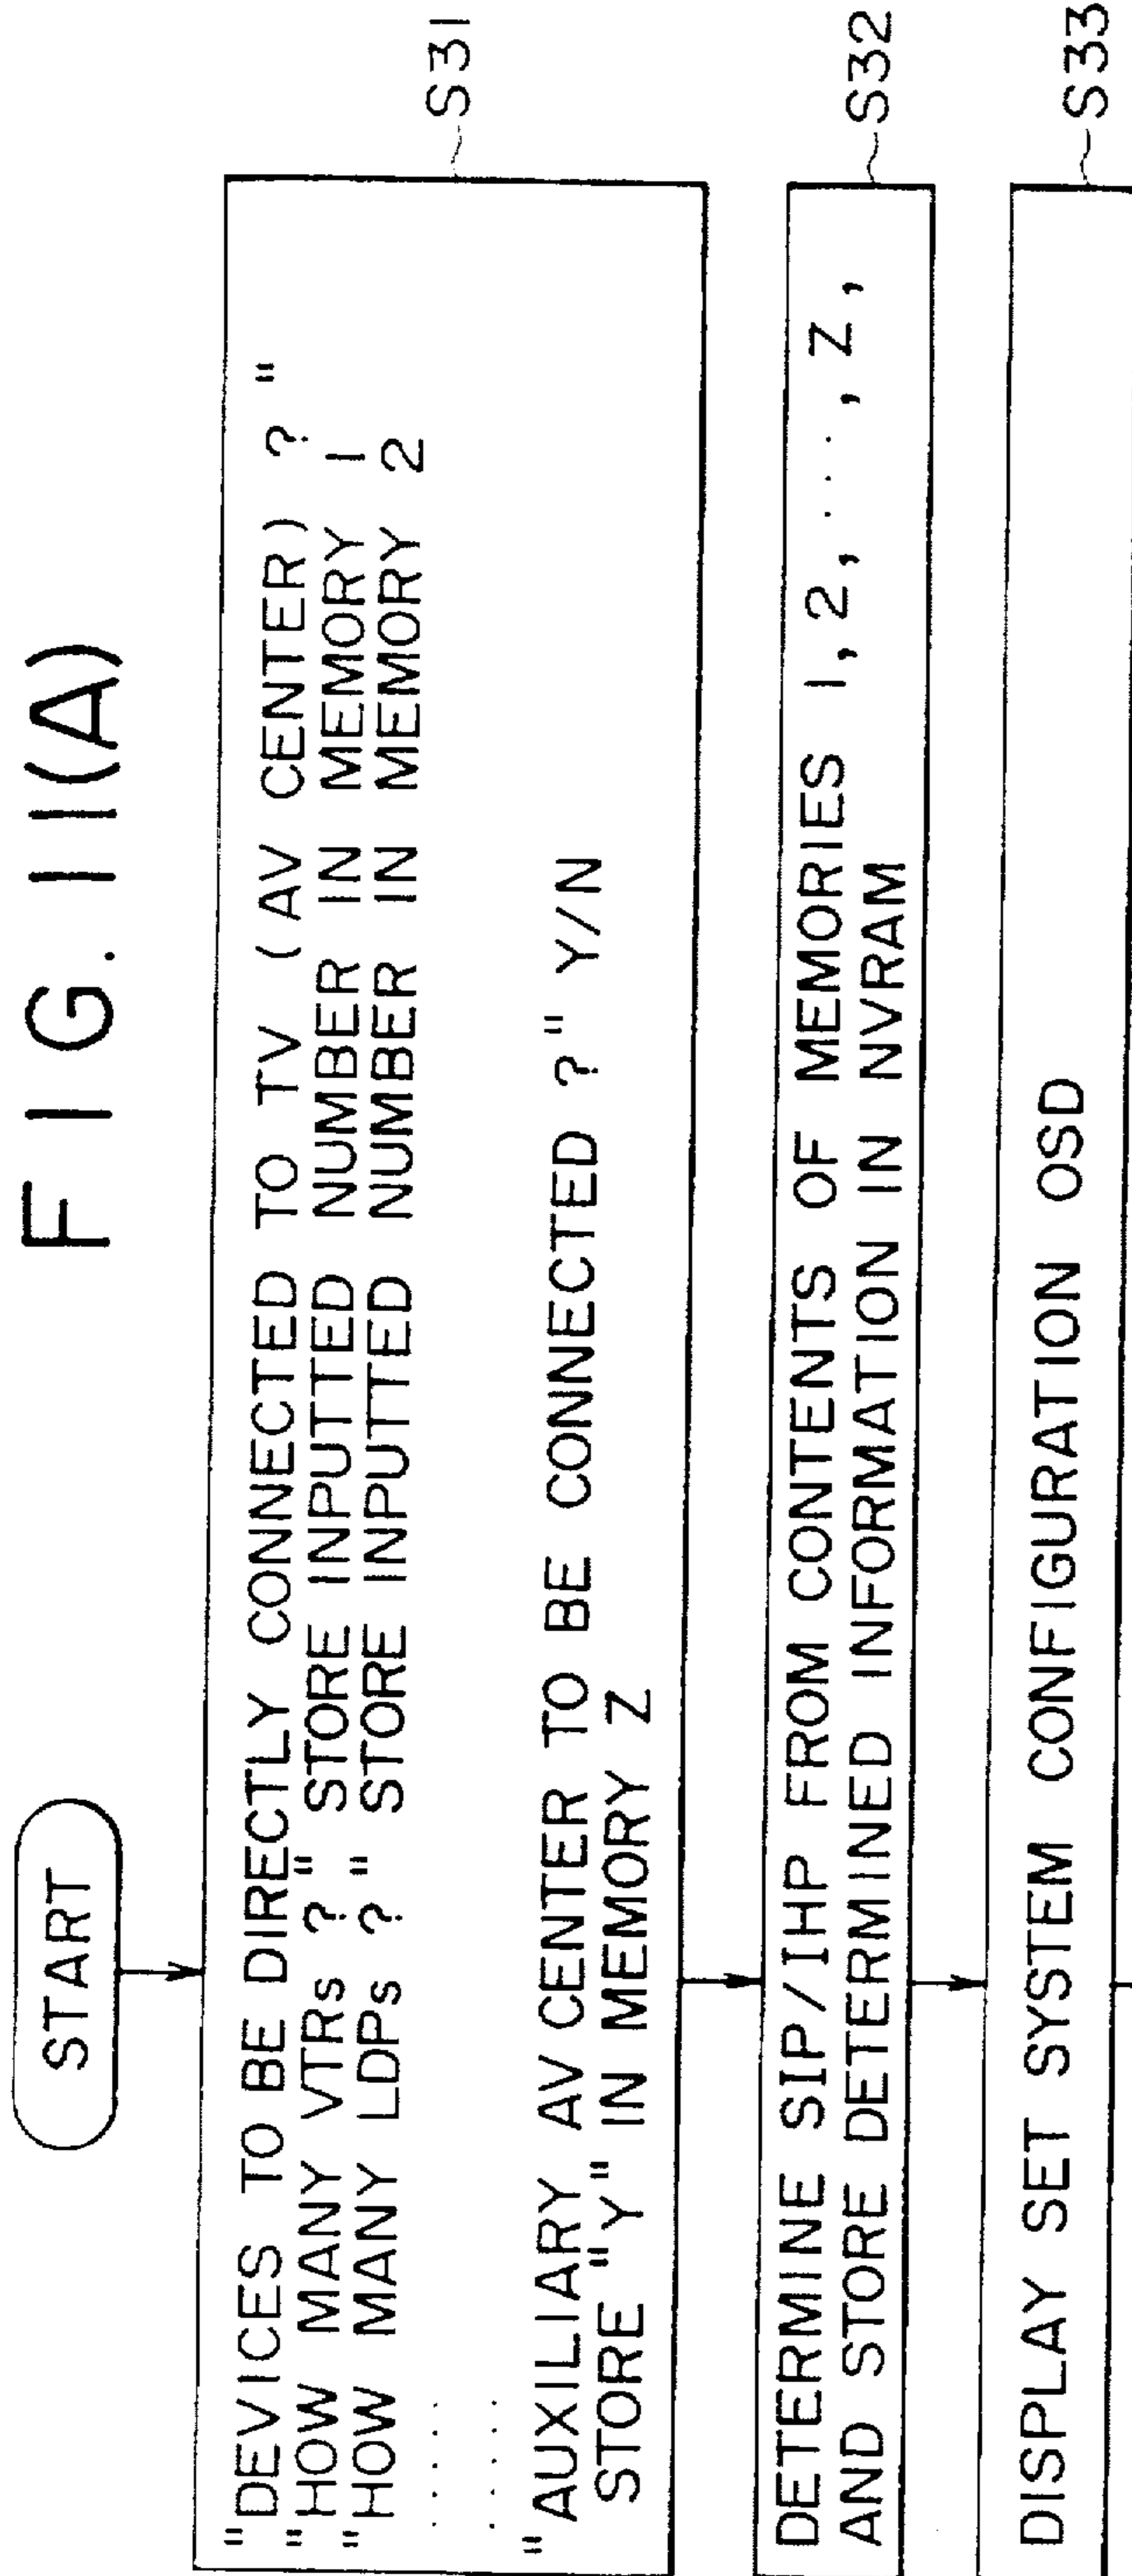 FIG. 11(A)
START
"DEVICES TO BE DIRECTLY CONNECTED TO TV (AV CENTER) ?"
"HOW MANY VTRs ?" STORE INPUTTED NUMBER IN MEMORY 1
"HOW MANY LDPs ?" STORE INPUTTED NUMBER IN MEMORY 2
.....
.....
"AUXILIARY AV CENTER TO BE CONNECTED ?" Y/N
STORE "Y" IN MEMORY Z
S31
DETERMINE SIP/IHP FROM CONTENTS OF MEMORIES 1, 2, ...., Z,
AND STORE DETERMINED INFORMATION IN NVRAM
S32
DISPLAY SET SYSTEM CONFIGURATION OSD
S33